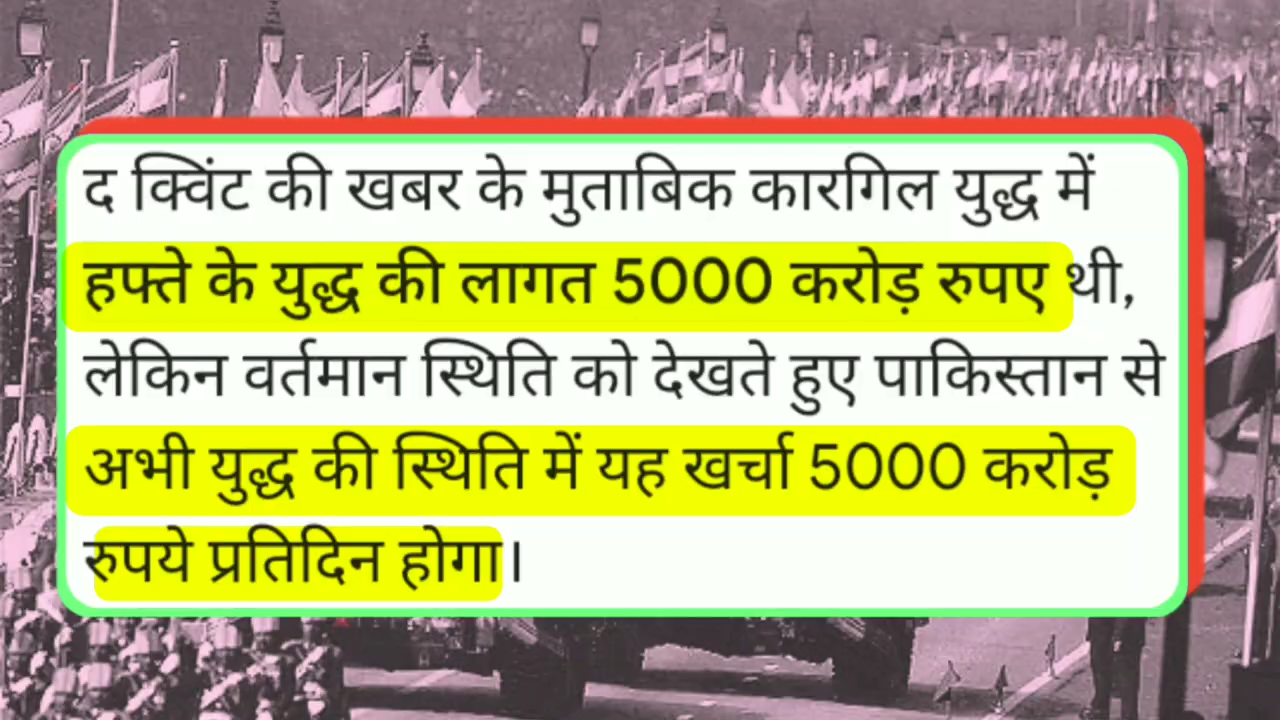 द क्विंट की खबर के मुताबिक कारगिल युद्ध में
हफ्ते के युद्ध की लागत 5000 करोड़ रुपए थी,
लेकिन वर्तमान स्थिति को देखते हुए पाकिस्तान से
अभी युद्ध की स्थिति में यह खर्चा 5000 करोड़
रुपये प्रतिदिन होगा।